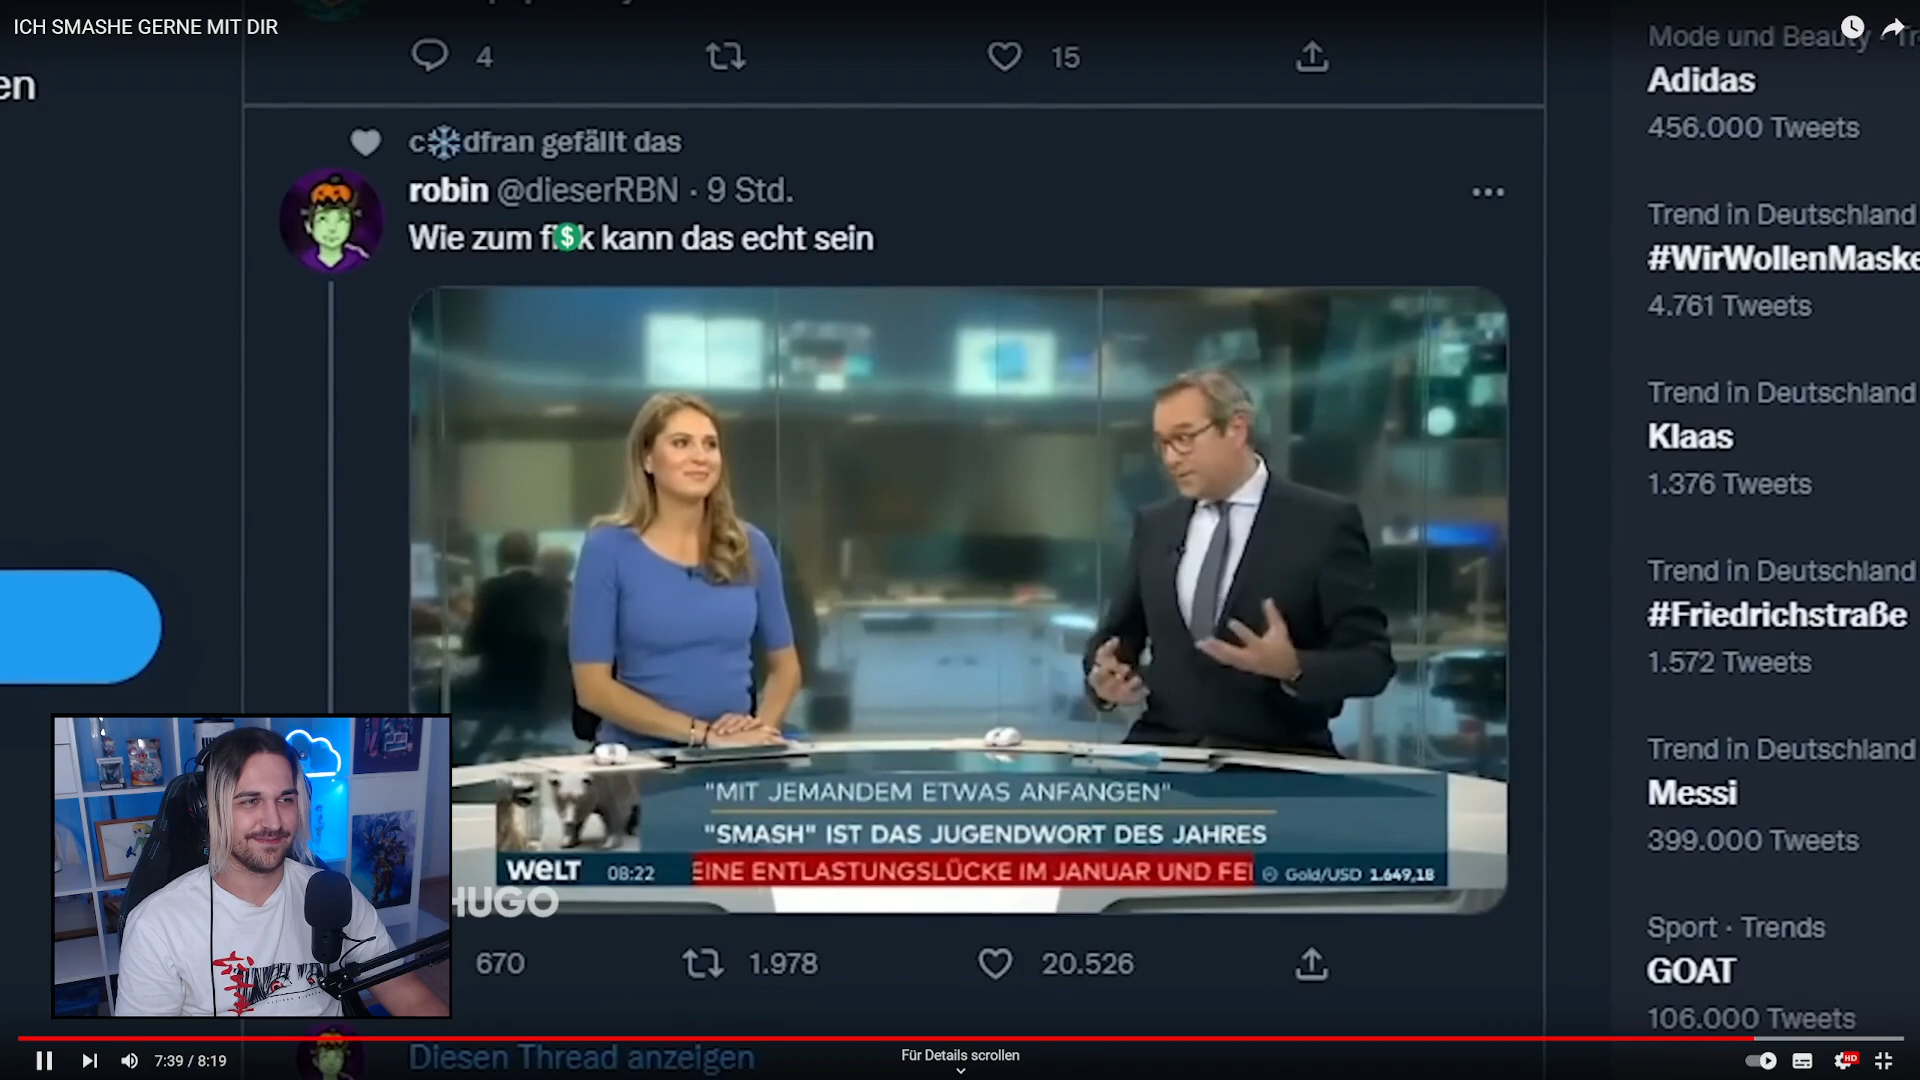 ICH SMASHE GERNE MIT DIR
en
4
15
c❄dfran gefällt das
robin @dieserRBN · 9 Std.
Wie zum fi$k kann das echt sein
"MIT JEMANDEM ETWAS ANFANGEN"
"SMASH" IST DAS JUGENDWORT DES JAHRES
WELT
08:22
EINE ENTLASTUNGSLÜCKE IM JANUAR UND FE
Gold/USD 1.649,18
HUGO
670
1.978
20.526
Diesen Thread anzeigen
Mode und Beauty · Tr
Adidas
456.000 Tweets
Trend in Deutschland
#WirWollenMaske
4.761 Tweets
Trend in Deutschland
Klaas
1.376 Tweets
Trend in Deutschland
#Friedrichstraße
1.572 Tweets
Trend in Deutschland
Messi
399.000 Tweets
Sport · Trends
GOAT
106.000 Tweets
7:39 / 8:19
Für Details scrollen
HD